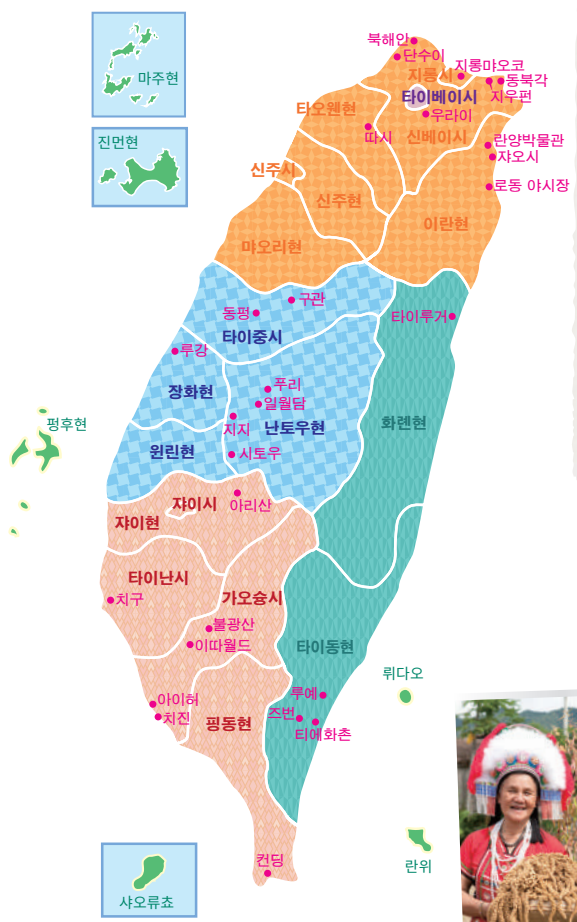 북해안
단수이
지롱시
지롱먀오코
동북각
지우펀
마주현
타이베이시
타오웬현
우라이
따시
신베이시
진먼현
란양박물관
쟈오시
신주시
로동 야시장
신주현
이란현
먀오리현
구관
동펑
타이루거
타이중시
루강
푸리
장화현
일월담
지지
난토우현
화렌현
펑후현
윈린현
시토우
아리산
쟈이시
쟈이현
타이난시
가오슝시
치구
불광산
이따월드
타이동현
뤼다오
루예
아이허
즈번
치진
핑동현
티에화촌
컨딩
란위
샤오류쵸